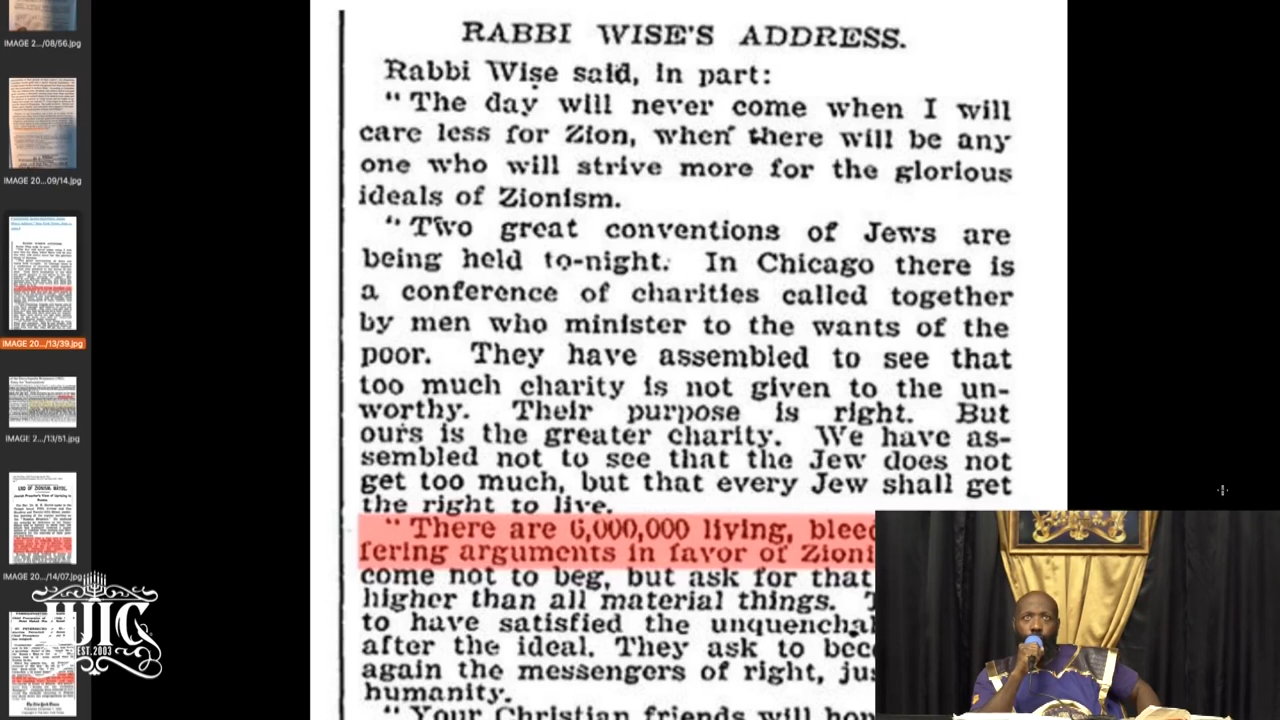 IMAGE 2.../08/56.jpg
IMAGE 20...09/14.jpg
IMAGE 20.../13/39.jpg
IMAGE 2.../13/51.jpg
IMAGE 20.../14/07.jpg
UIC
EST. 2003
RABBI WISE'S ADDRESS.
Rabbi Wise said, in part:
"The day will never come when I will
care less for Zion, when there will be any
one who will strive more for the glorious
ideals of Zionism.
"Two great conventions of Jews are
being held to-night. In Chicago there is
a conference of charities called together
by men who minister to the wants of the
poor. They have assembled to see that
too much charity is not given to the un-
worthy. Their purpose is right. But
ours is the greater charity. We have as-
sembled not to see that the Jew does not
get too much, but that every Jew shall get
the right to live.
"There are 6,000,000 living,
fering arguments in favor of
come not to beg, but ask for that
higher than all material things.
to have satisfied the
after the ideal. They ask to
again the messengers of right,
humanity.
"Your Christian friends will